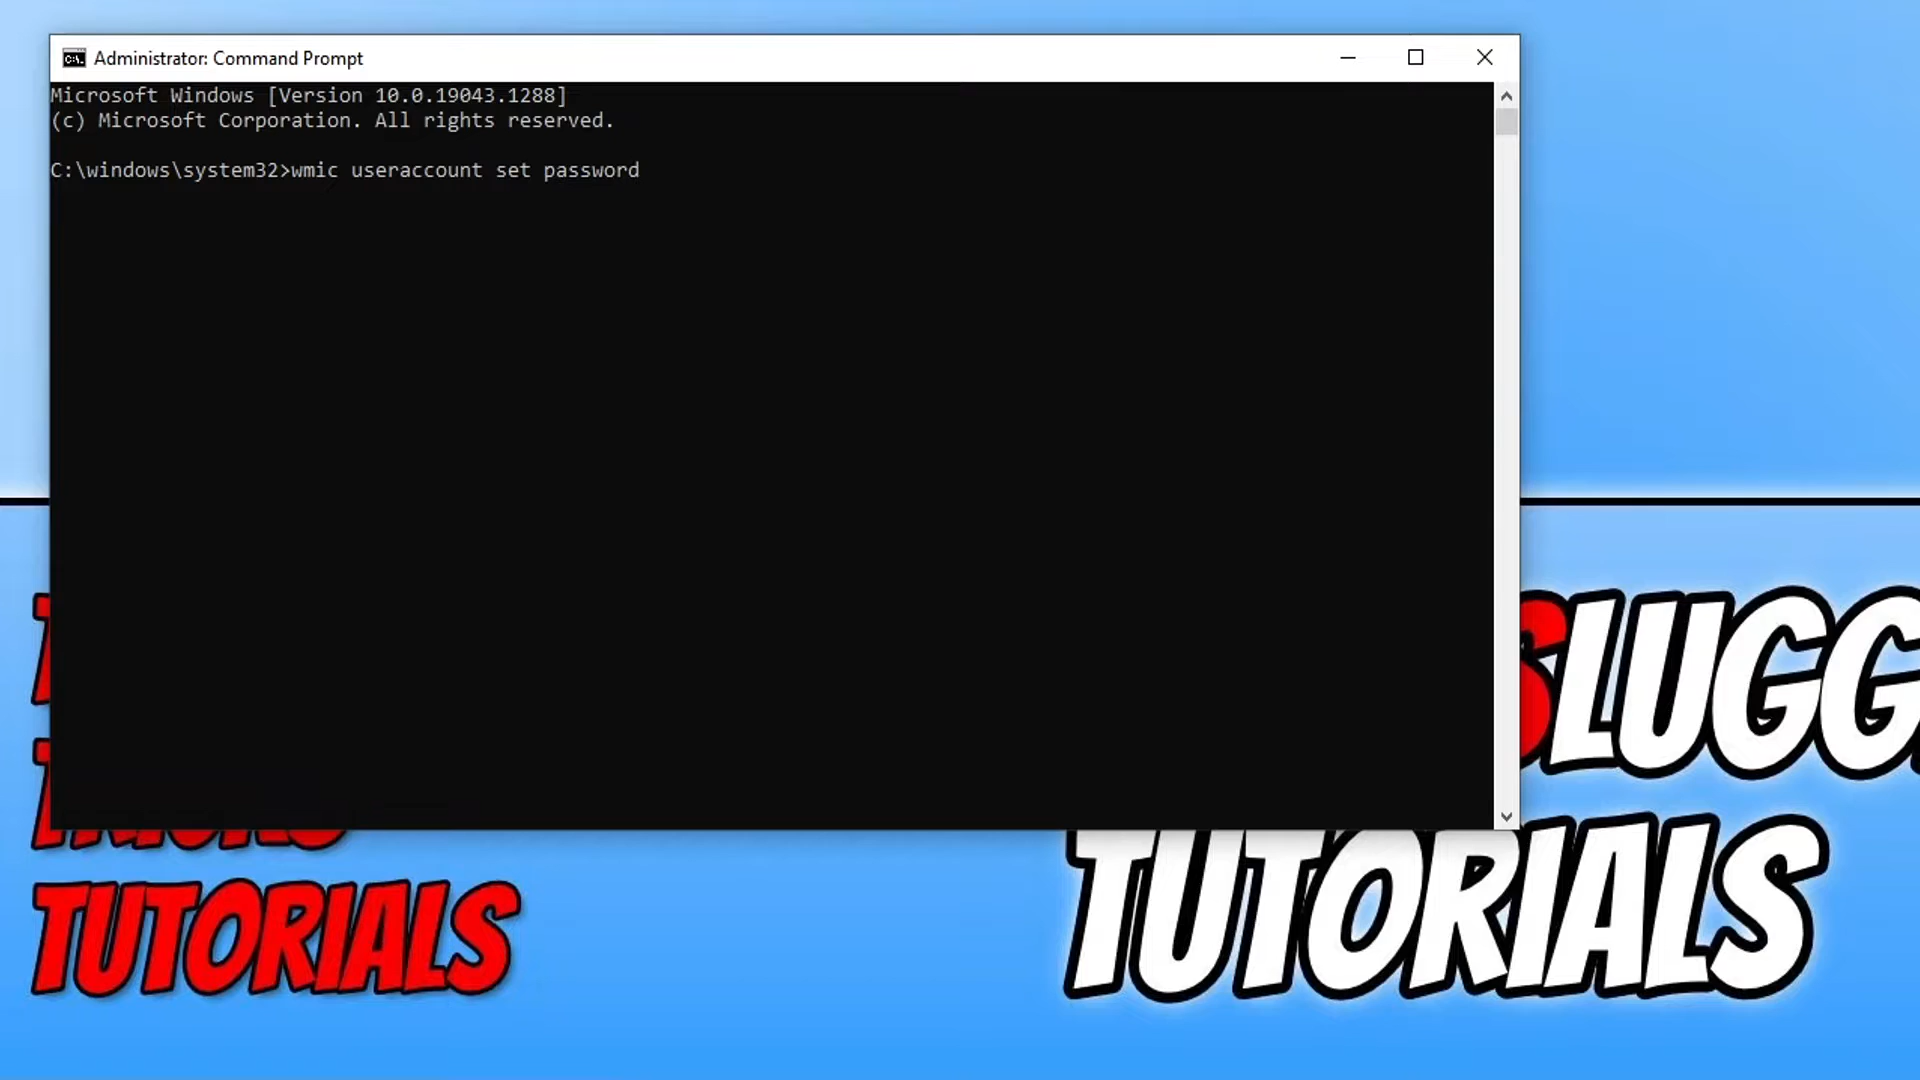 Administrator: Command Prompt
Microsoft Windows [Version 10.0.19043.1288]
(c) Microsoft Corporation. All rights reserved.
C:\windows\system32>wmic useraccount set password
TUTORIALS
SLUGG
TUTORIALS